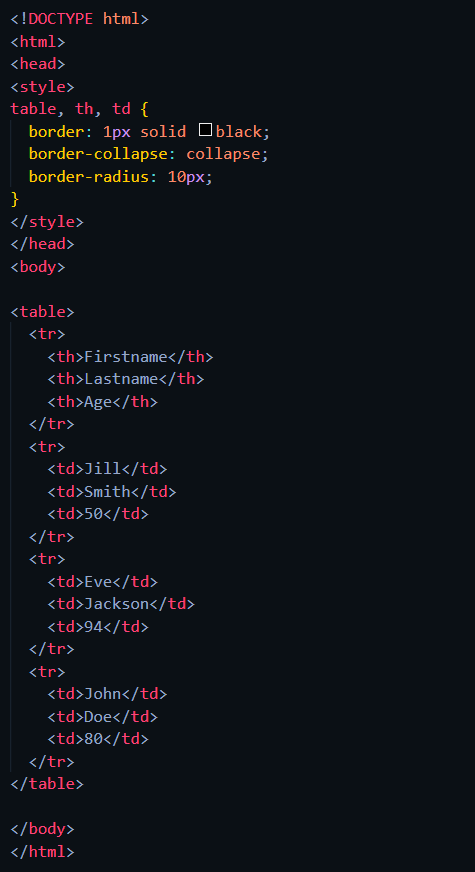 <!DOCTYPE html>
<html>
<head>
<style>
table, th, td {
  border: 1px solid black;
  border-collapse: collapse;
  border-radius: 10px;
}
</style>
</head>
<body>

<table>
  <tr>
    <th>Firstname</th>
    <th>Lastname</th>
    <th>Age</th>
  </tr>
  <tr>
    <td>Jill</td>
    <td>Smith</td>
    <td>50</td>
  </tr>
  <tr>
    <td>Eve</td>
    <td>Jackson</td>
    <td>94</td>
  </tr>
  <tr>
    <td>John</td>
    <td>Doe</td>
    <td>80</td>
  </tr>
</table>

</body>
</html>